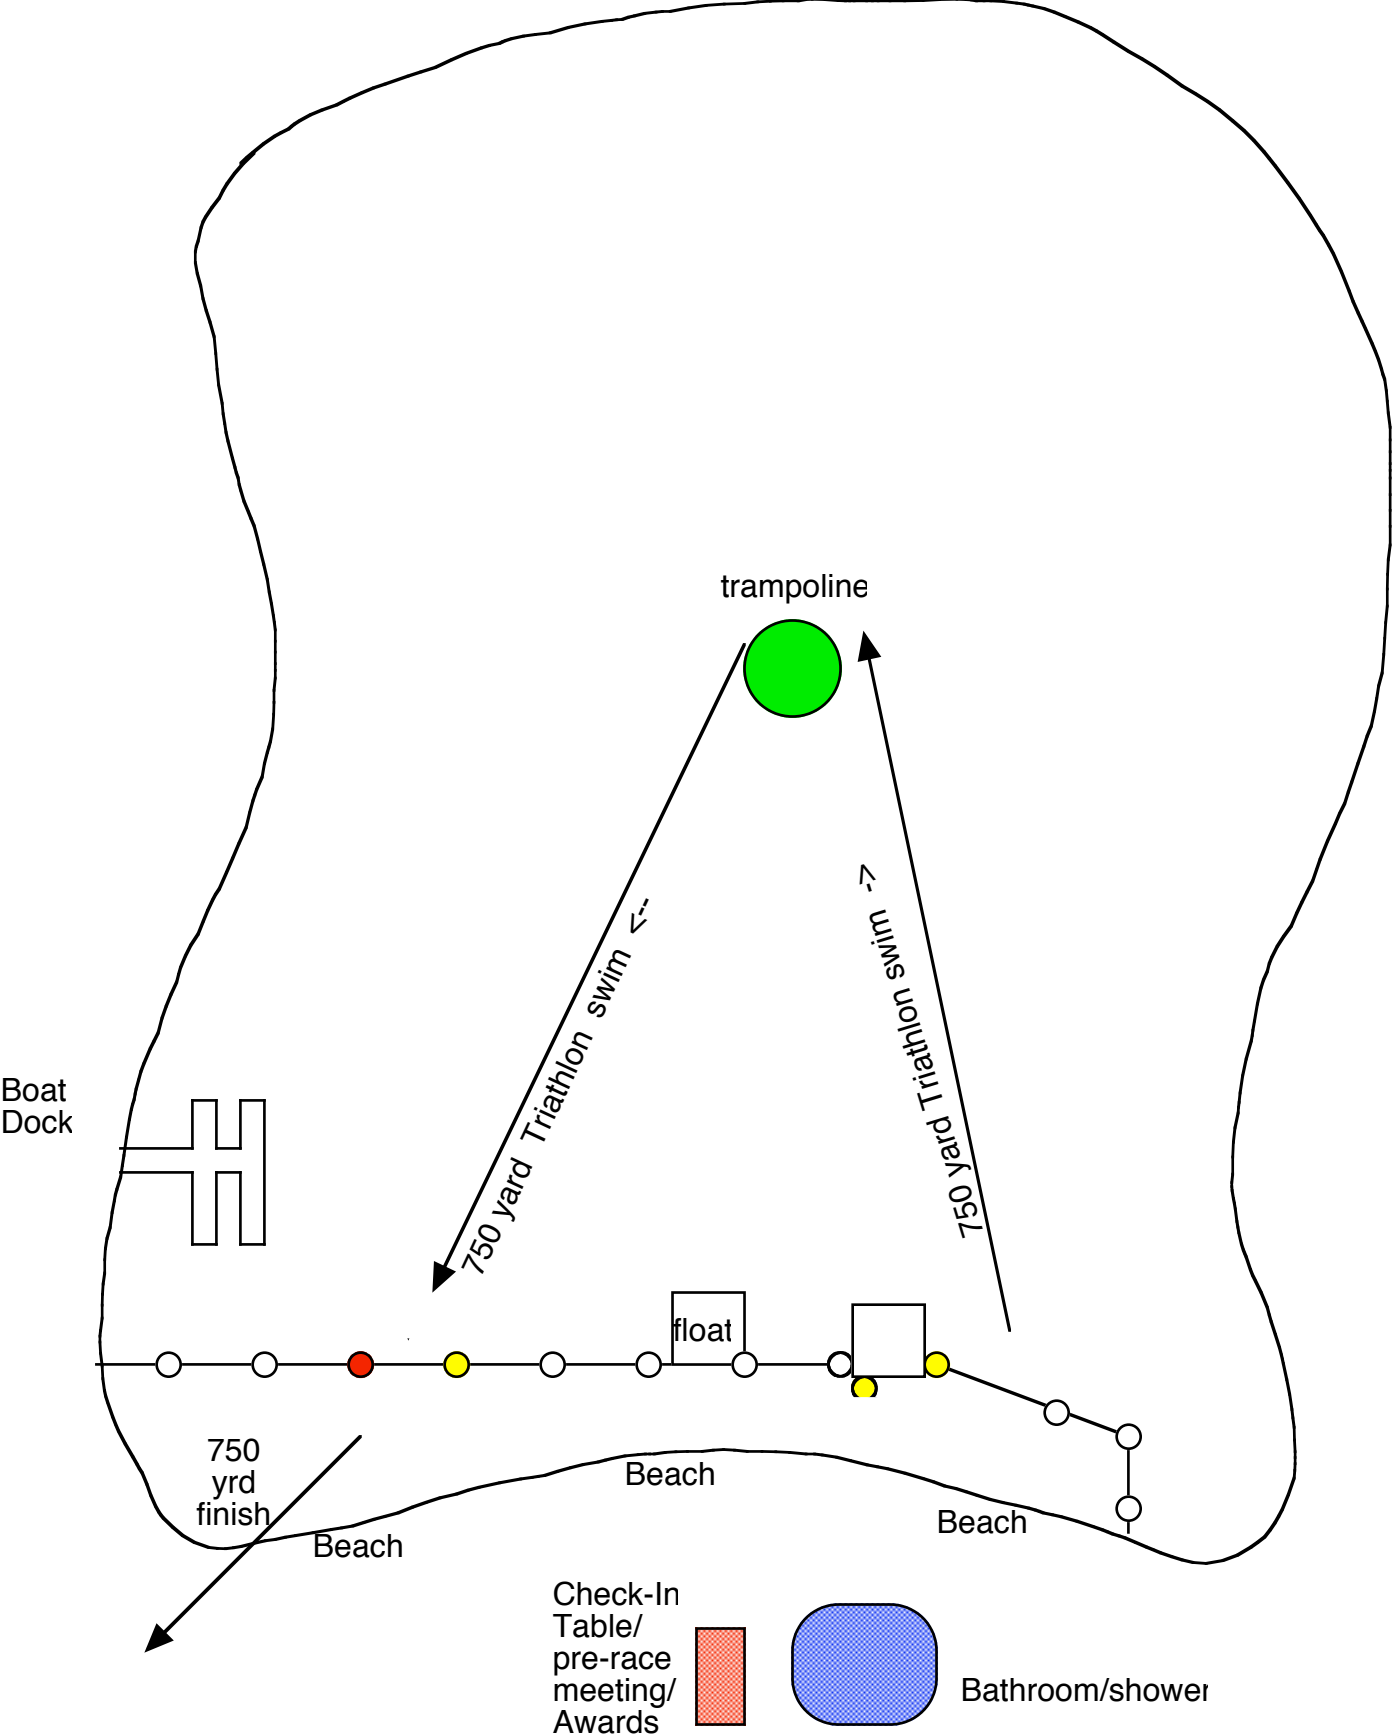 trampoline
750 yard  Triathlon  swim  <--
750 yard Triathlon swim  <-
Boat
Dock
float
750
yrd
finish
Beach
Beach
Beach
Check-In
Table/
pre-race
meeting/
Awards
Bathroom/shower